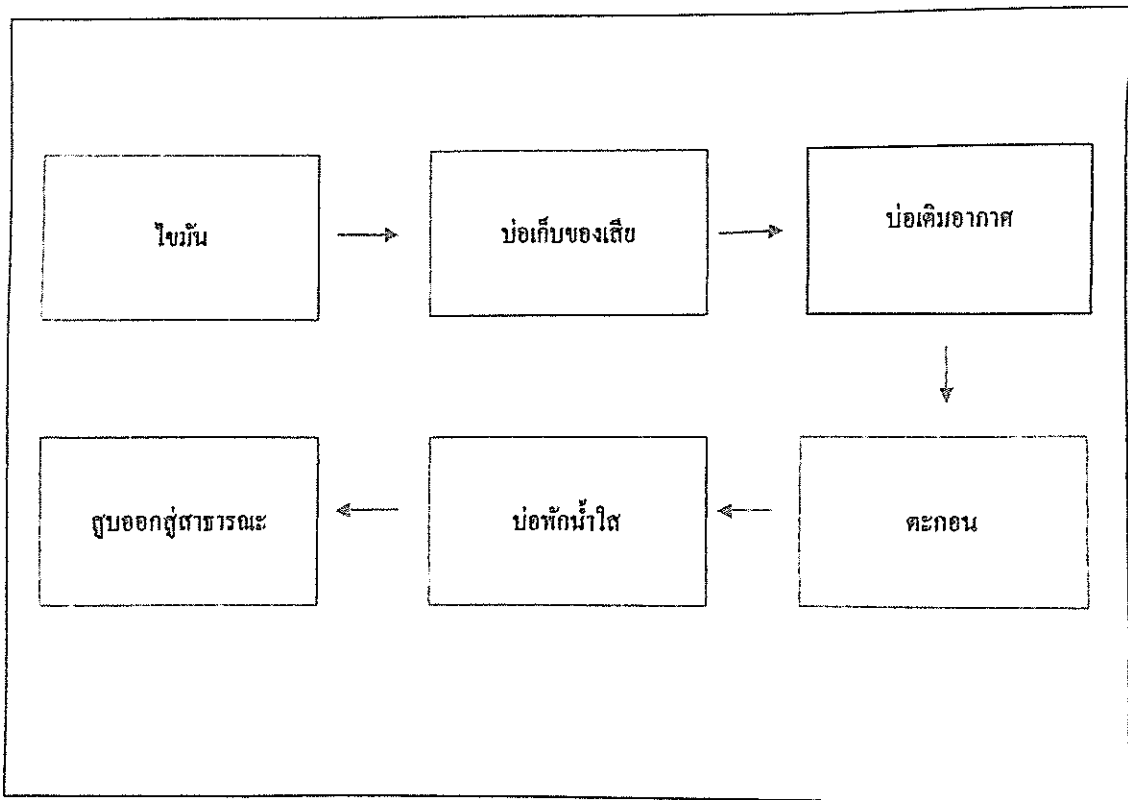 ไขมัน
บ่อเก็บของเสีย
บ่อเติมอากาศ
ตะกอน
บ่อพักน้ำใส
สูบออกสู่สาธารณะ